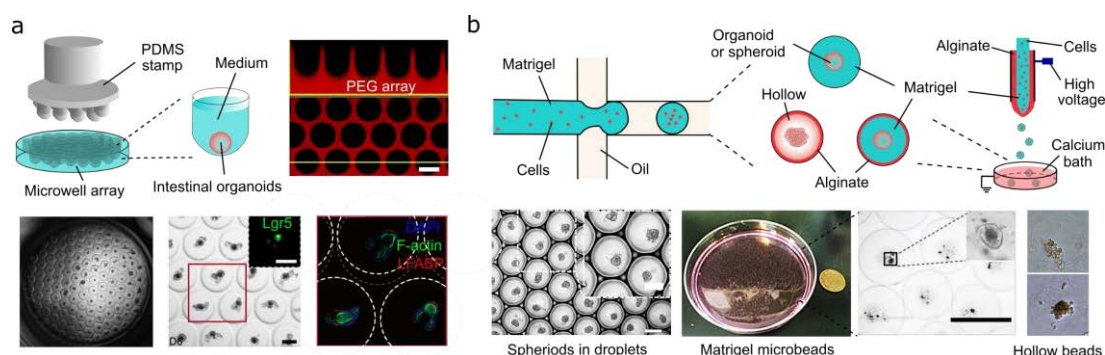 a
PDMS
stamp
Medium
Microwell array
Intestinal organoids
PEG array
Lgr5
D6
DAPI
F-actin
LFABP
b
Matrigel
Cells
Oil
Organoid
or spheroid
Hollow
Matrigel
Alginate
Alginate
Cells
High
voltage
Calcium
bath
Spheriods in droplets
Matrigel microbeads
Hollow beads